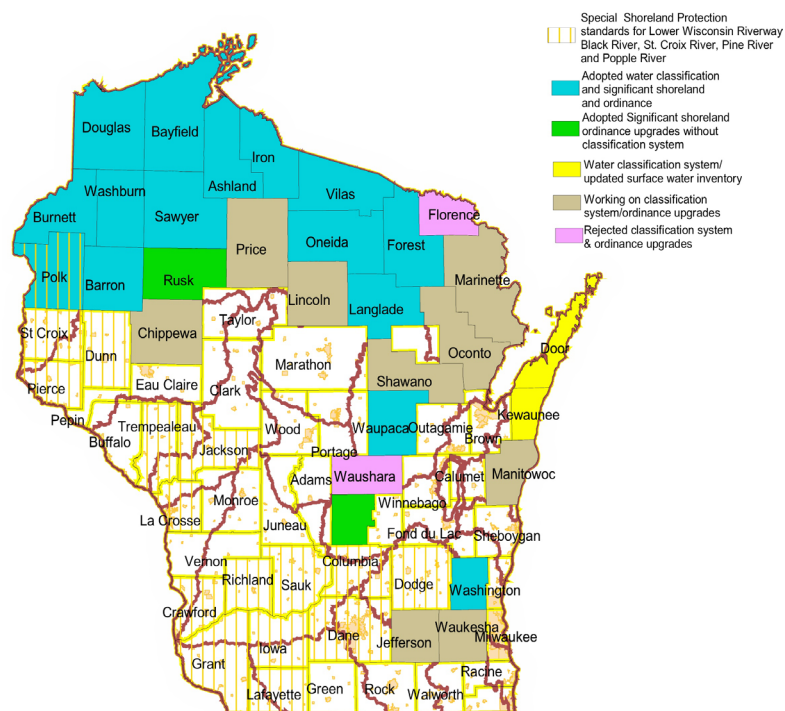 Special Shoreland Protection
standards for Lower Wisconsin Riverway
Black River, St. Croix River, Pine River
and Popple River
Adopted water classification
and significant shoreland
and ordinance
Adopted Significant shoreland
ordinance upgrades without
classification system
Water classification system/
updated surface water inventory
Working on classification
system/ordinance upgrades
Rejected classification system
& ordinance upgrades
Douglas
Bayfield
Iron
Ashland
Vilas
Washburn
Burnett
Sawyer
Florence
Price
Oneida
Forest
Polk
Barron
Rusk
Marinette
Lincoln
Langlade
Taylor
St Croix
Chippewa
Dunn
Door
Oconto
Marathon
Shawano
Pierce
Eau Claire
Clark
Pepin
Buffalo
Trempealeau
Wood
Waupaca
Outagamie
Kewaunee
Brown
Jackson
Portage
Adams
Waushara
Calumet
Manitowoc
Monroe
Winnebago
La Crosse
Juneau
Fond du Lac
Sheboygan
Vernon
Columbia
Richland
Sauk
Dodge
Washington
Crawford
Dane
Jefferson
Waukesha
Milwaukee
Iowa
Grant
Racine
Lafayette
Green
Rock
Walworth